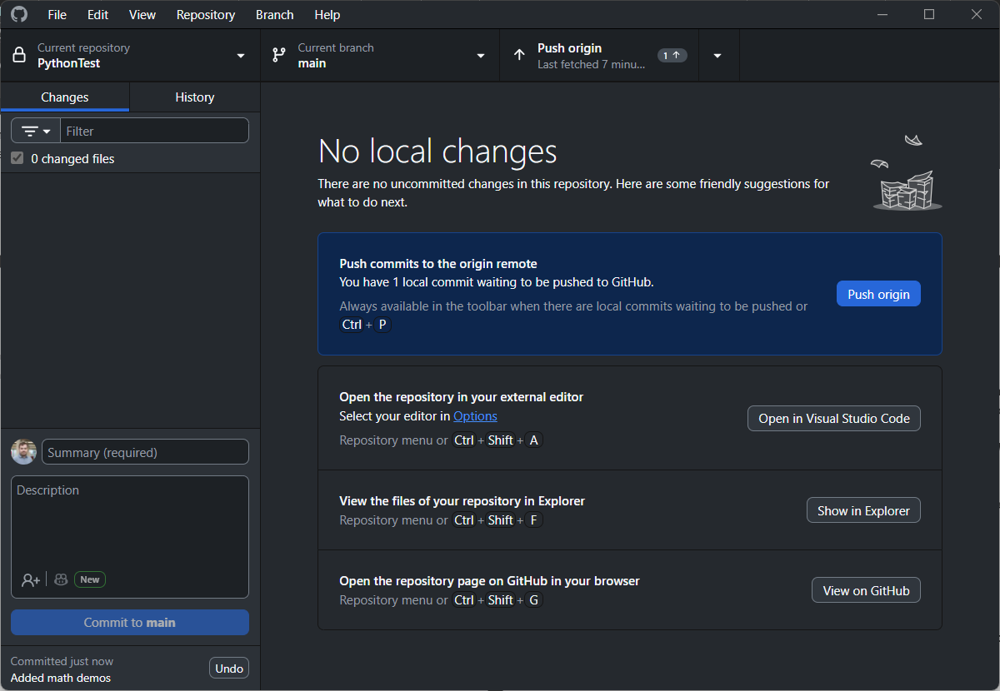 File Edit View Repository Branch Help
Current repository
PythonTest
Current branch
main
Push origin
Last fetched 7 minu...
1
Changes
History
Filter
0 changed files
No local changes
There are no uncommitted changes in this repository. Here are some friendly suggestions for
what to do next.
Push commits to the origin remote
You have 1 local commit waiting to be pushed to GitHub.
Always available in the toolbar when there are local commits waiting to be pushed or
Ctrl + P
Push origin
Open the repository in your external editor
Select your editor in Options
Repository menu or Ctrl + Shift + A
Open in Visual Studio Code
View the files of your repository in Explorer
Repository menu or Ctrl + Shift + F
Show in Explorer
Open the repository page on GitHub in your browser
Repository menu or Ctrl + Shift + G
View on GitHub
Summary (required)
Description
New
Commit to main
Committed just now
Added math demos
Undo